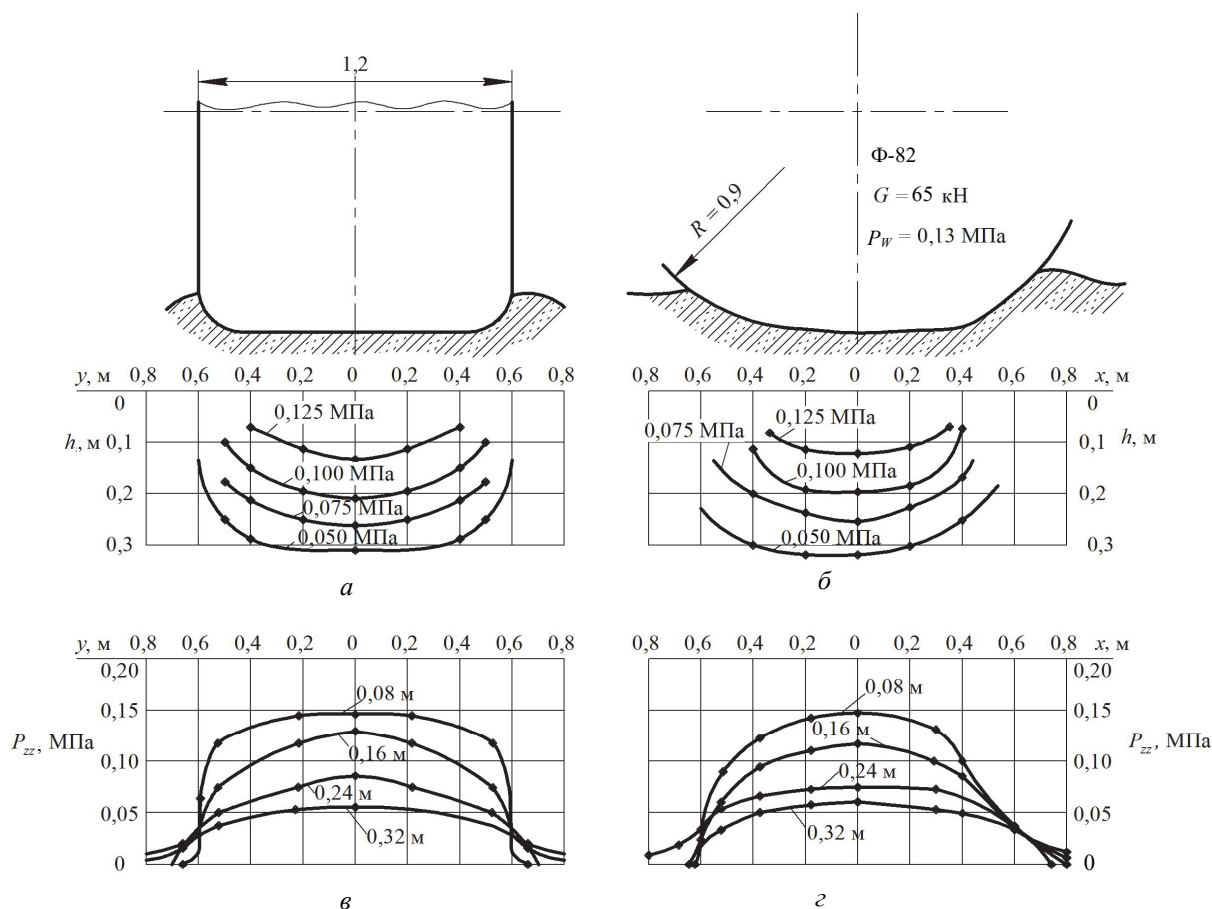 1,2
Ф-82
G = 65 кН
P_W = 0,13 МПа
R = 0,9
y, м 0,8 0,6 0,4 0,2 0 0,2 0,4 0,6 0,8
0
h, м 0,1
0,2
0,3
0,125 МПа
0,100 МПа
0,075 МПа
0,050 МПа
а
0,8 0,6 0,4 0,2 0 0,2 0,4 0,6 0,8 x, м
0
0,1 h, м
0,2
0,3
0,125 МПа
0,075 МПа
0,100 МПа
0,050 МПа
б
y, м 0,8 0,6 0,4 0,2 0 0,2 0,4 0,6 0,8
0,20
0,15
P_zz, МПа
0,10
0,05
0
0,08 м
0,16 м
0,24 м
0,32 м
в
0,8 0,6 0,4 0,2 0 0,2 0,4 0,6 0,8 x, м
0,20
0,15
P_zz, МПа
0,10
0,05
0
0,08 м
0,16 м
0,24 м
0,32 м
г